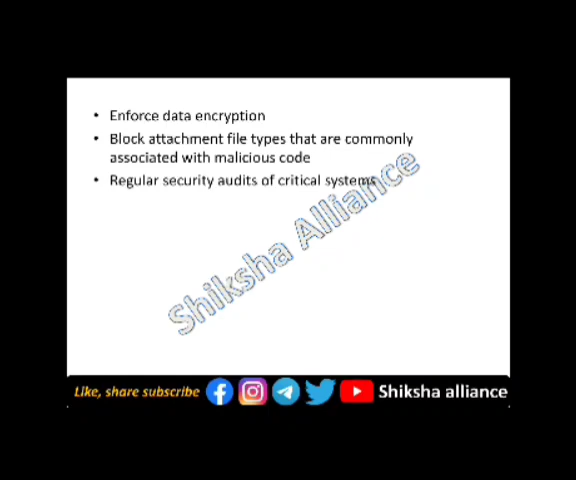 • Enforce data encryption
• Block attachment file types that are commonly
associated with malicious code
• Regular security audits of critical systems
Shiksha Alliance
Like, share subscribe
Shiksha alliance